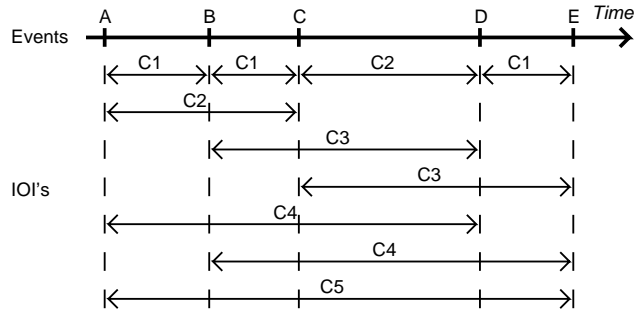 A B C D E Time
Events
C1 C1 C2 C1
C2
C3
C3
IOI's
C4
C4
C5